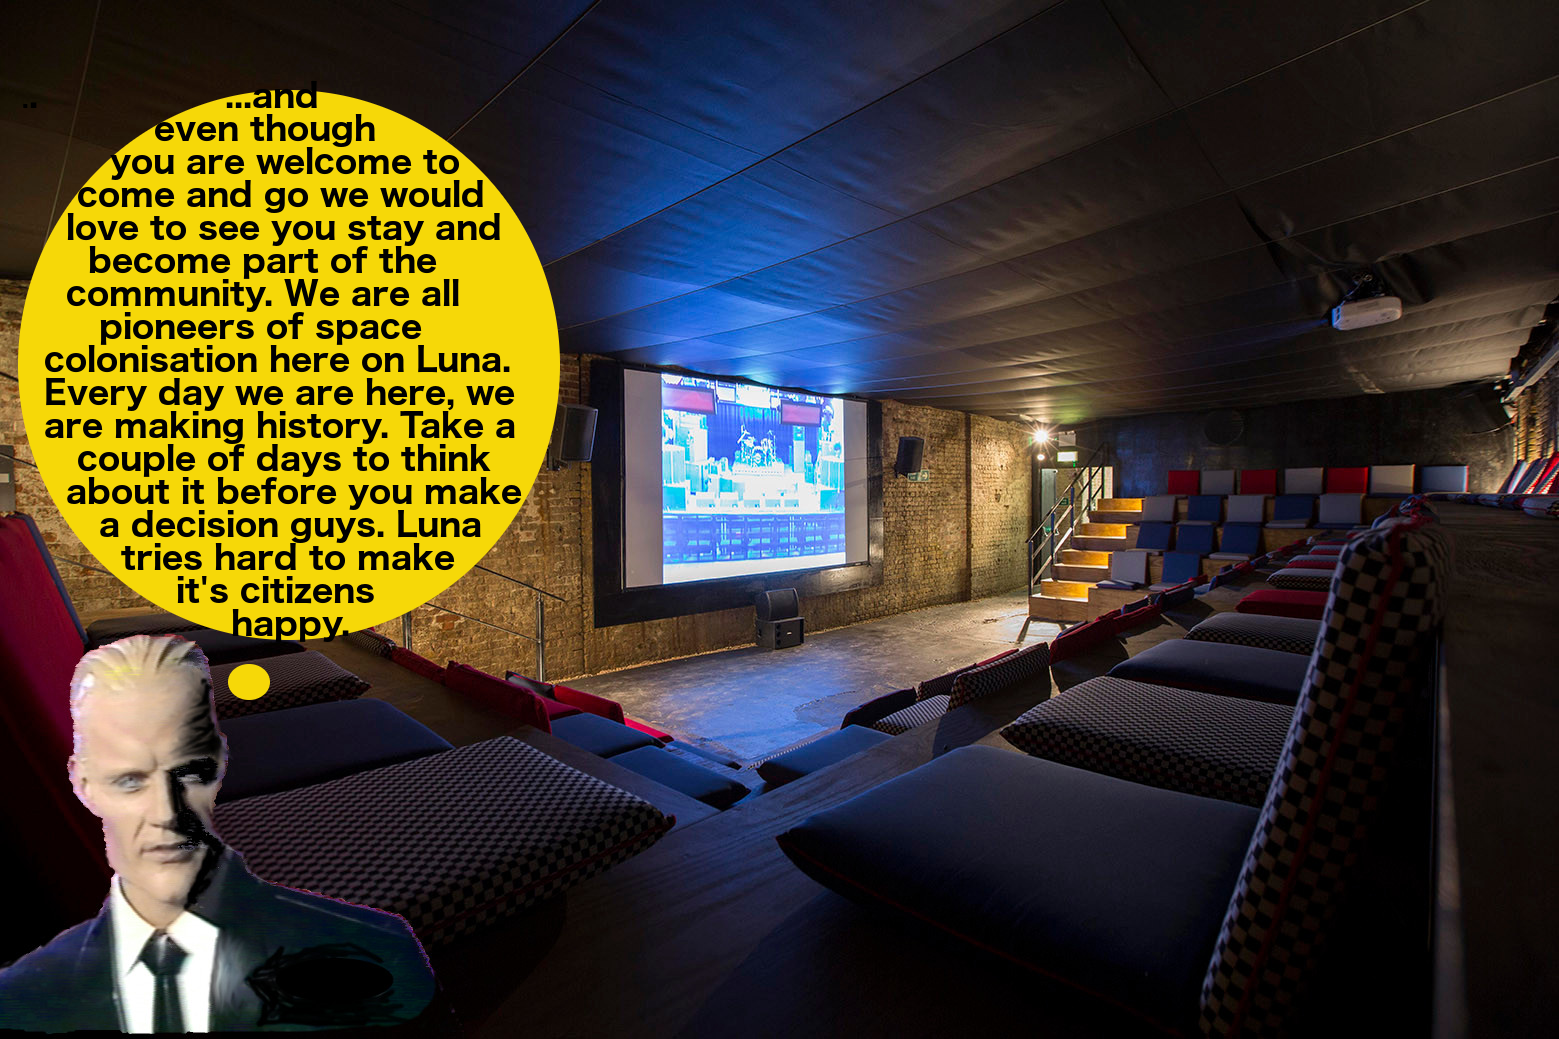 ...and
even though
you are welcome to
come and go we would
love to see you stay and
become part of the
community. We are all
pioneers of space
colonisation here on Luna.
Every day we are here, we
are making history. Take a
couple of days to think
about it before you make
a decision guys. Luna
tries hard to make
it's citizens
happy.